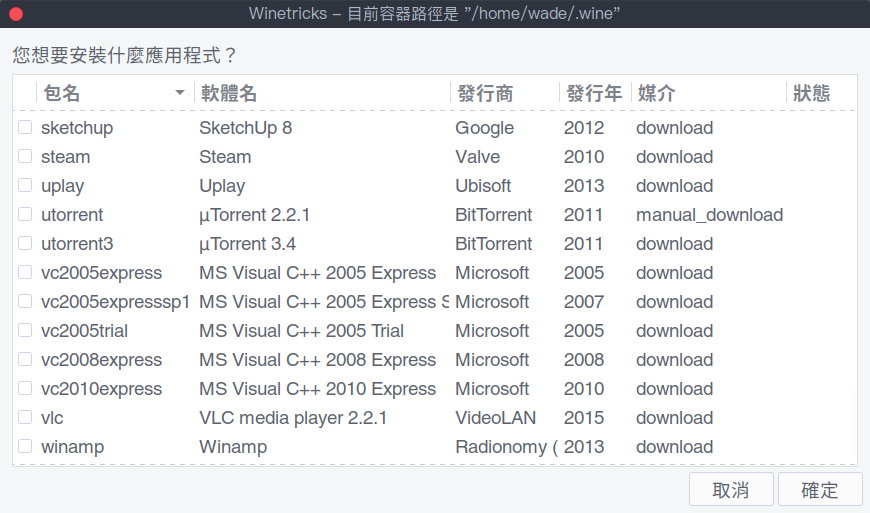 Winetricks – 目前容器路徑是 ”/home/wade/.wine”
您想要安裝什麼應用程式？
包名 軟體名 發行商 發行年 媒介 狀態
sketchup SketchUp 8 Google 2012 download
steam Steam Valve 2010 download
uplay Uplay Ubisoft 2013 download
utorrent µTorrent 2.2.1 BitTorrent 2011 manual_download
utorrent3 µTorrent 3.4 BitTorrent 2011 download
vc2005express MS Visual C++ 2005 Express Microsoft 2005 download
vc2005expresssp1 MS Visual C++ 2005 Express S Microsoft 2007 download
vc2005trial MS Visual C++ 2005 Trial Microsoft 2005 download
vc2008express MS Visual C++ 2008 Express Microsoft 2008 download
vc2010express MS Visual C++ 2010 Express Microsoft 2010 download
vlc VLC media player 2.2.1 VideoLAN 2015 download
winamp Winamp Radionomy ( 2013 download
取消 確定